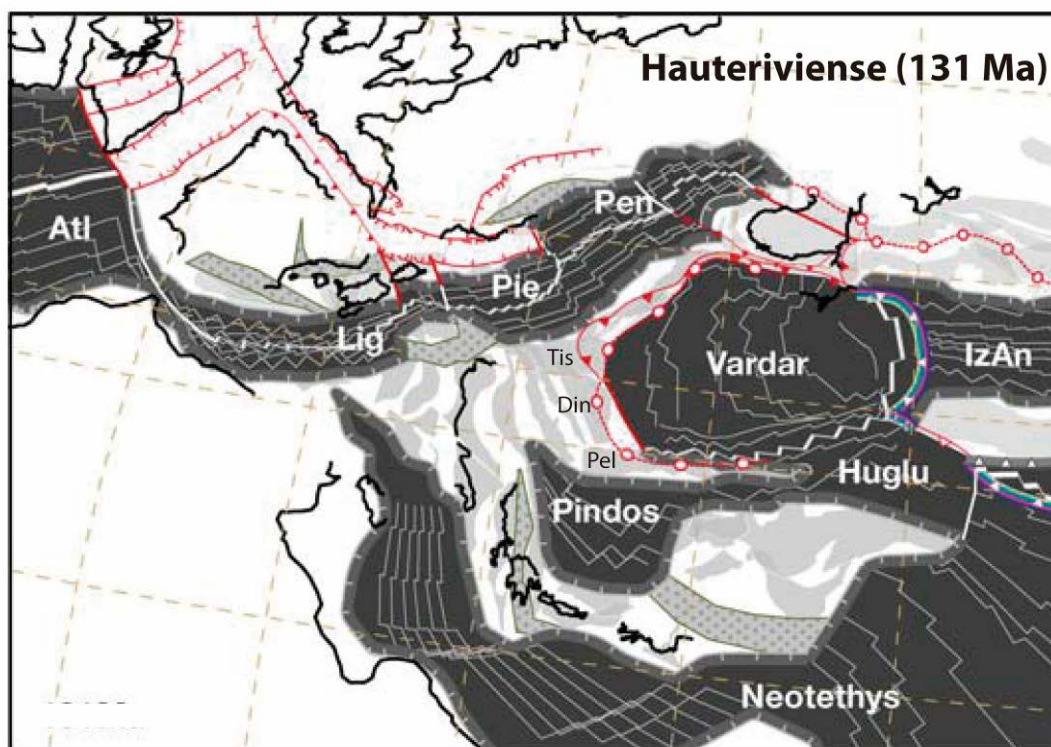 Hauteriviense (131 Ma)
Atl
Pen
Pie
Lig
Tis
Vardar
IzAn
Din
Pel
Huglu
Pindos
Neotethys